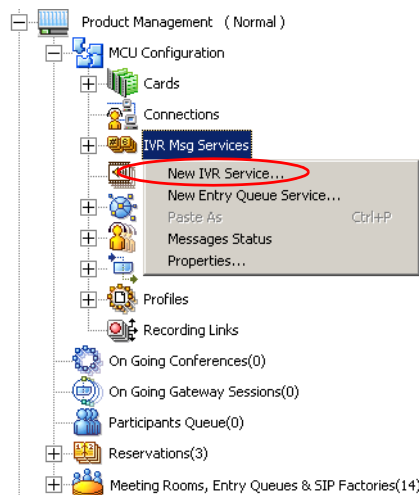 Product Management   ( Normal )
MCU Configuration
Cards
Connections
IVR Msg Services
New IVR Service...
New Entry Queue Service...
Paste As Ctrl+P
Messages Status
Properties...
Profiles
Recording Links
On Going Conferences(0)
On Going Gateway Sessions(0)
Participants Queue(0)
Reservations(3)
Meeting Rooms, Entry Queues & SIP Factories(14)